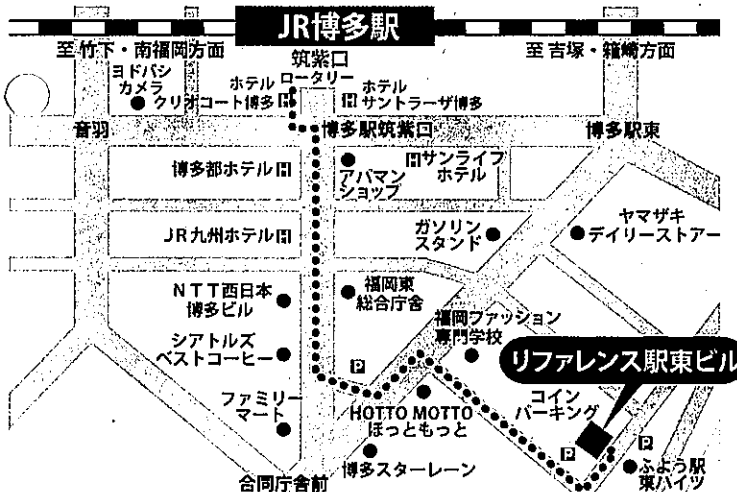 JR博多駅
至 竹下・南福岡方面
筑紫口
ロータリー
至 吉塚・箱崎方面
ヨドバシ
カメラ
ホテル
クリオコート博多 H
ホテル
H サントラーザ博多
音羽
博多駅筑紫口
博多駅東
博多都ホテル H
アパマン
ショップ
H サンライフ
ホテル
JR九州ホテル H
ガソリン
スタンド
ヤマザキ
デイリーストアー
NTT西日本
博多ビル
福岡東
総合庁舎
福岡ファッション
専門学校
シアトルズ
ベストコーヒー
P
リファレンス駅東ビル
ファミリー
マート
HOTTO MOTTO
ほっともっと
コイン
パーキング
P
P
合同庁舎前
博多スターレーン
ふよう駅
東ハイツ